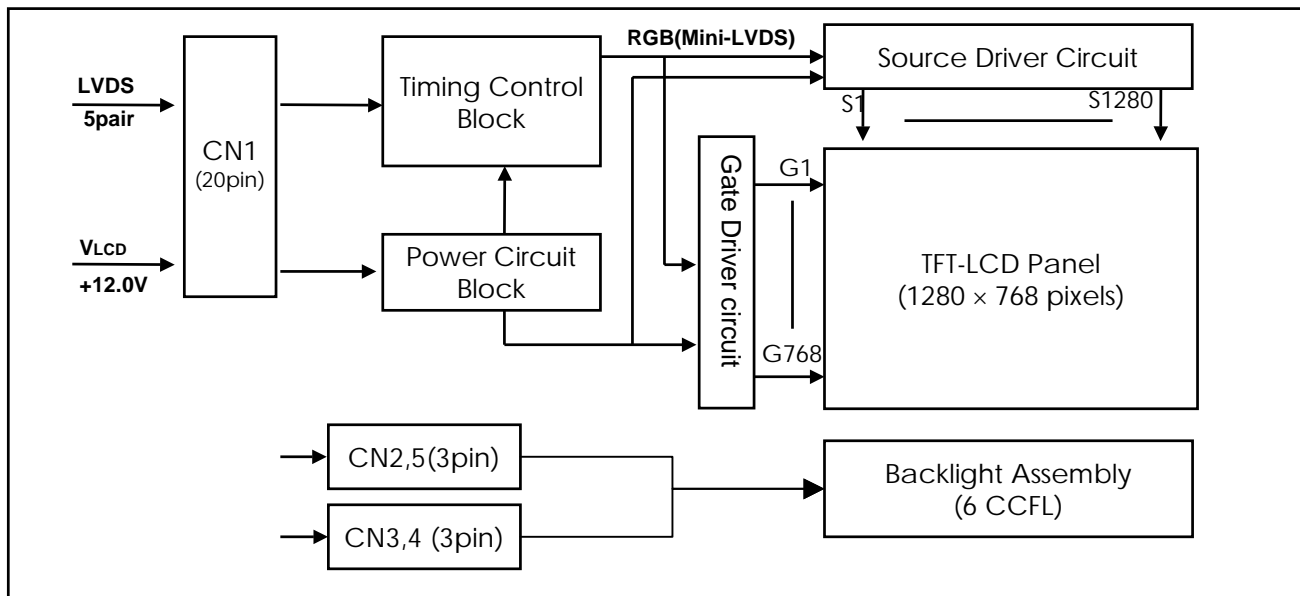 RGB(Mini-LVDS)
LVDS
5pair
CN1
(20pin)
VLCD
+12.0V
Timing Control
Block
Power Circuit
Block
Source Driver Circuit
S1
S1280
Gate Driver circuit
G1
G768
TFT-LCD Panel
(1280 × 768 pixels)
CN2,5(3pin)
CN3,4 (3pin)
Backlight Assembly
(6 CCFL)